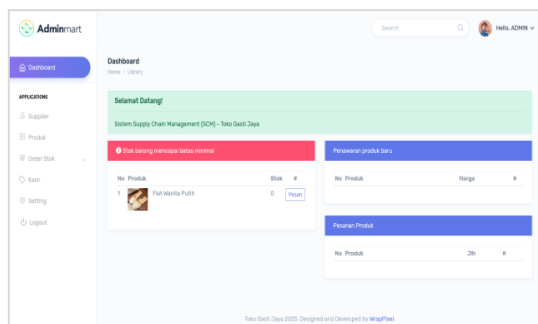 Adminmart
Search
Hello, ADMIN
Dashboard
Dashboard
Home / Library
APPLICATIONS
Supplier
Produk
Order Stok
Kasir
Setting
Logout
Selamat Datang!
Sistem Supply Chain Management (SCM) - Toko Gasti Jaya
Stok barang mencapai batas minimal
No Produk Stok #
1 Flat Wanita Putih 0 Pesan
Penawaran produk baru
No Produk Harga #
Pesanan Produk
No Produk Jlh #
Toko Gasti Jaya 2025. Designed and Developed by WrapPixel.